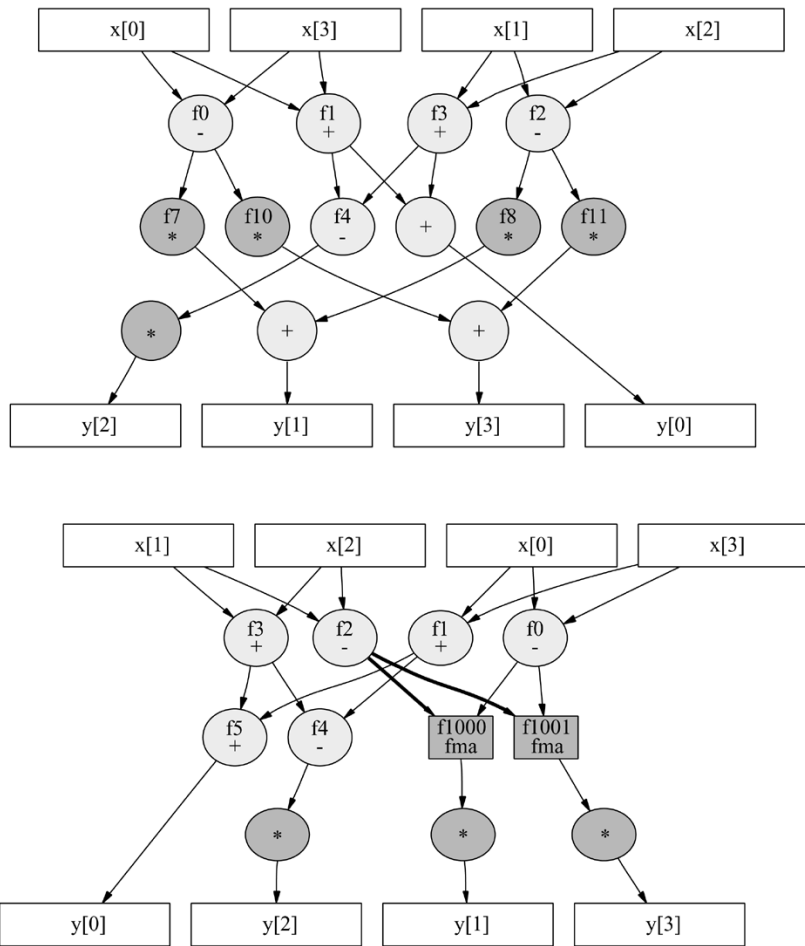 x[0] x[3] x[1] x[2]
f0 f1 f3 f2
- + + -
f7 f10 f4 f8 f11
* * - + * *
* + +
y[2] y[1] y[3] y[0]
x[1] x[2] x[0] x[3]
f3 f2 f1 f0
+ - + -
f5 f4 f1000 f1001
+ - fma fma
* * *
y[0] y[2] y[1] y[3]